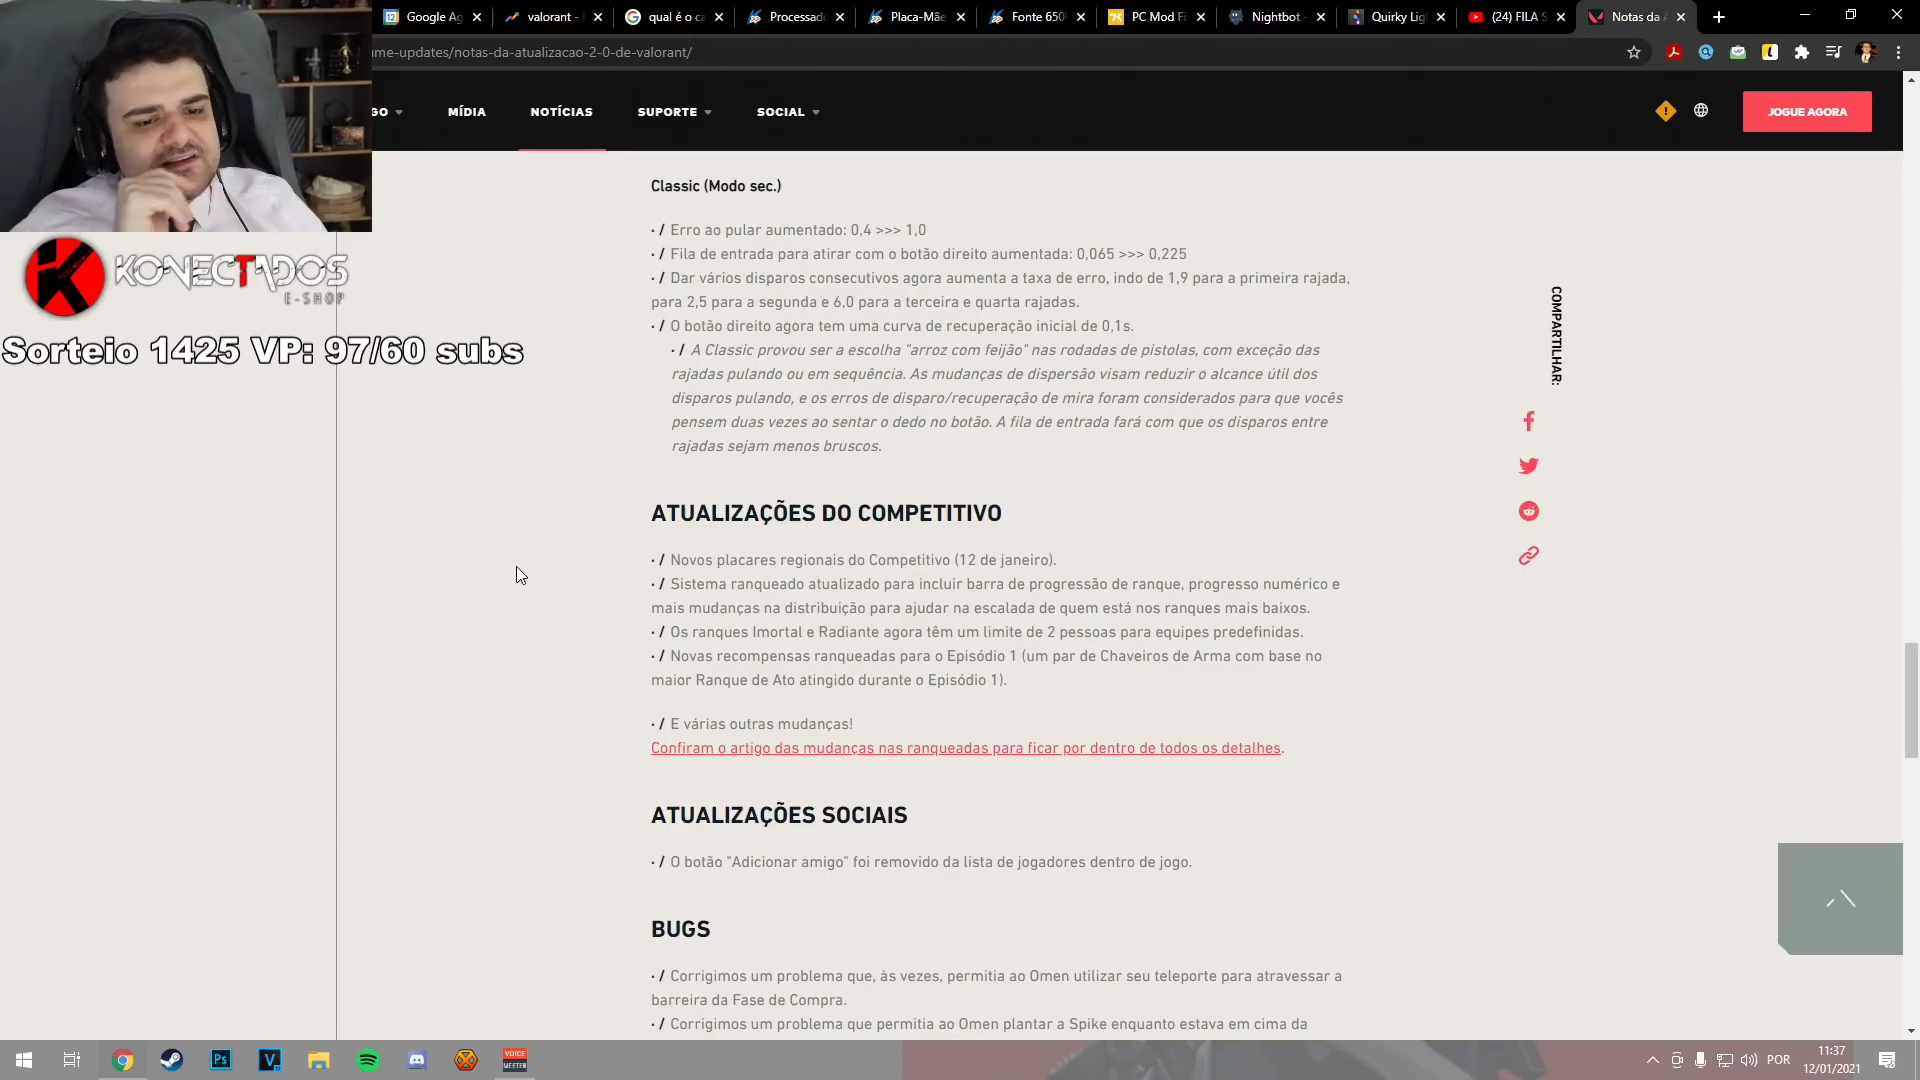 Google Ag
valorant -
qual é o ca
Processad
Placa-Mãe
Fonte 650
PC Mod Fi
Nightbot -
Quirky Lig
(24) FILA S
Notas da A
me-updates/notas-da-atualizacao-2-0-de-valorant/
GO
MÍDIA
NOTÍCIAS
SUPORTE
SOCIAL
JOGUE AGORA
KONECTADOS
E-SHOP
Sorteio 1425 VP: 97/60 subs
Classic (Modo sec.)
• / Erro ao pular aumentado: 0,4 >>> 1,0
• / Fila de entrada para atirar com o botão direito aumentada: 0,065 >>> 0,225
• / Dar vários disparos consecutivos agora aumenta a taxa de erro, indo de 1,9 para a primeira rajada,
para 2,5 para a segunda e 6,0 para a terceira e quarta rajadas.
• / O botão direito agora tem uma curva de recuperação inicial de 0,1s.
• / A Classic provou ser a escolha "arroz com feijão" nas rodadas de pistolas, com exceção das
rajadas pulando ou em sequência. As mudanças de dispersão visam reduzir o alcance útil dos
disparos pulando, e os erros de disparo/recuperação de mira foram considerados para que vocês
pensem duas vezes ao sentar o dedo no botão. A fila de entrada fará com que os disparos entre
rajadas sejam menos bruscos.
COMPARTILHAR:
ATUALIZAÇÕES DO COMPETITIVO
• / Novos placares regionais do Competitivo (12 de janeiro).
• / Sistema ranqueado atualizado para incluir barra de progressão de ranque, progresso numérico e
mais mudanças na distribuição para ajudar na escalada de quem está nos ranques mais baixos.
• / Os ranques Imortal e Radiante agora têm um limite de 2 pessoas para equipes predefinidas.
• / Novas recompensas ranqueadas para o Episódio 1 (um par de Chaveiros de Arma com base no
maior Ranque de Ato atingido durante o Episódio 1).
• / E várias outras mudanças!
Confiram o artigo das mudanças nas ranqueadas para ficar por dentro de todos os detalhes.
ATUALIZAÇÕES SOCIAIS
• / O botão "Adicionar amigo" foi removido da lista de jogadores dentro de jogo.
BUGS
• / Corrigimos um problema que, às vezes, permitia ao Omen utilizar seu teleporte para atravessar a
barreira da Fase de Compra.
• / Corrigimos um problema que permitia ao Omen plantar a Spike enquanto estava em cima da
Ps
V
VOICE
MEETER
POR
11:37
12/01/2021